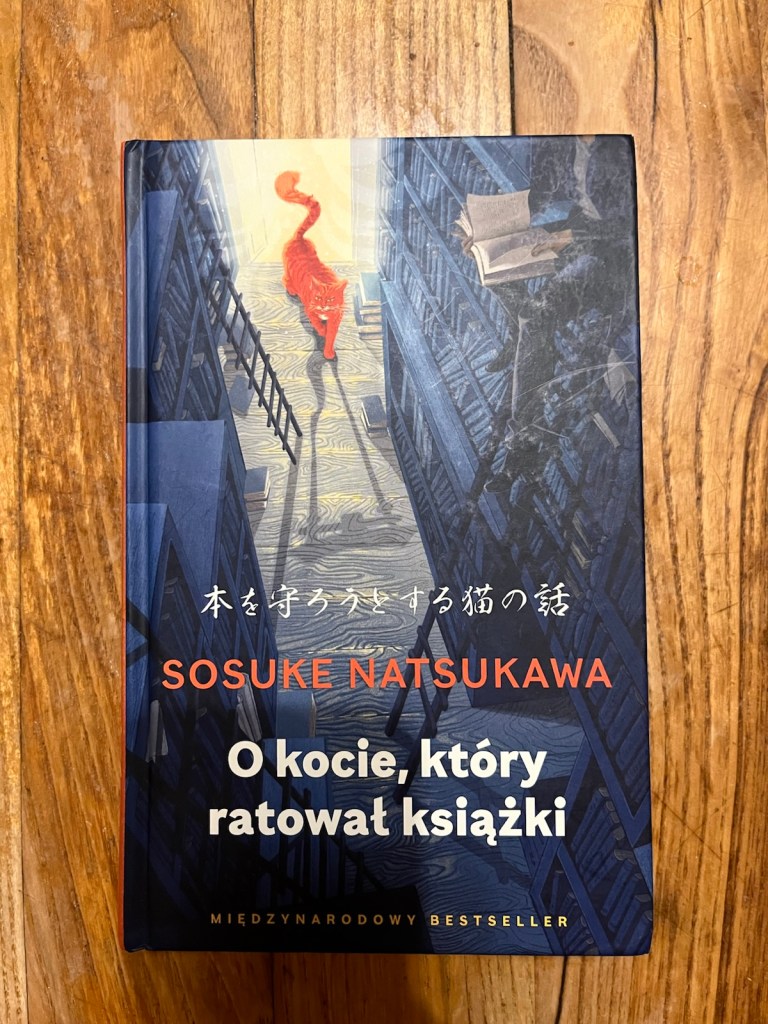 本を守ろうとする猫の話
SOSUKE NATSUKAWA
O kocie, który
ratował książki
MIĘDZYNARODOWY BESTSELLER